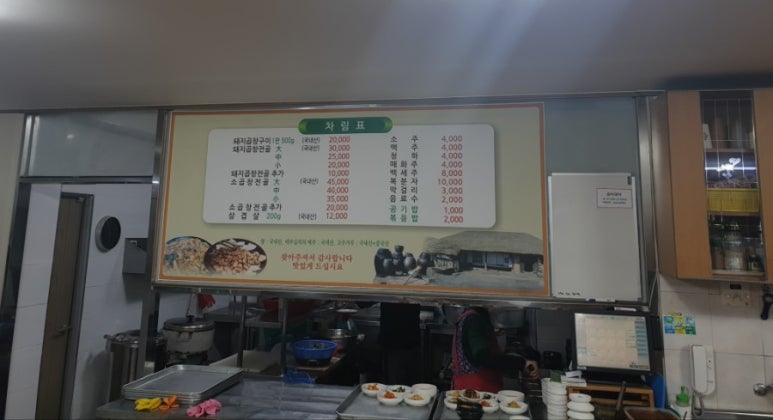 차림표
돼지곱창구이 1판 500g (국내산) 20,000
돼지곱창전골 大 (국내산) 30,000
中 25,000
小 20,000
돼지곱창전골 추가 10,000
소곱창전골 大 (국내산) 45,000
中 40,000
小 35,000
소곱창전골추가 20,000
삼겹살 200g (국내산) 12,000
소주 4,000
맥주 4,000
청하 4,000
매화주 4,000
백세주 8,000
복분자 10,000
막걸리 3,000
음료수 2,000
공기밥 1,000
볶음밥 2,000
찾아주셔서 감사합니다
맛있게 드십시요